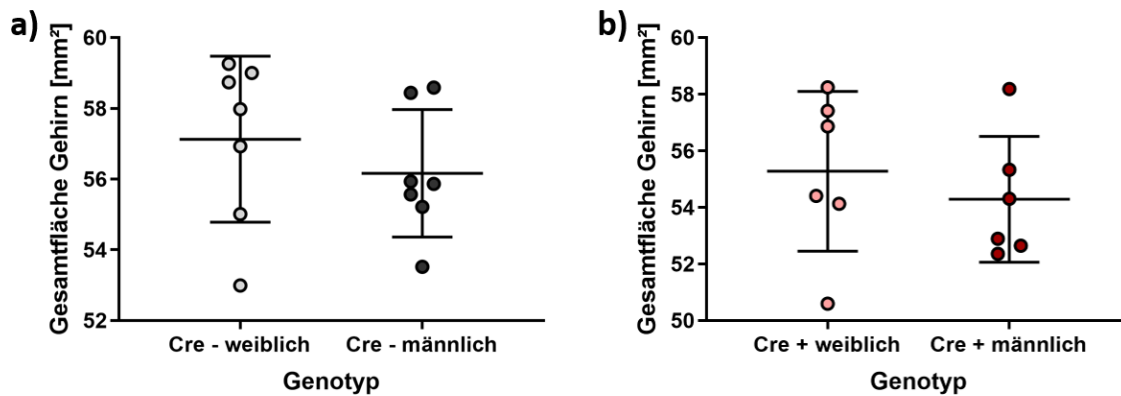 a)
Gesamtfläche Gehirn [mm²]
60
58
56
54
52
Cre - weiblich
Cre - männlich
Genotyp
b)
Gesamtfläche Gehirn [mm²]
60
58
56
54
52
50
Cre + weiblich
Cre + männlich
Genotyp